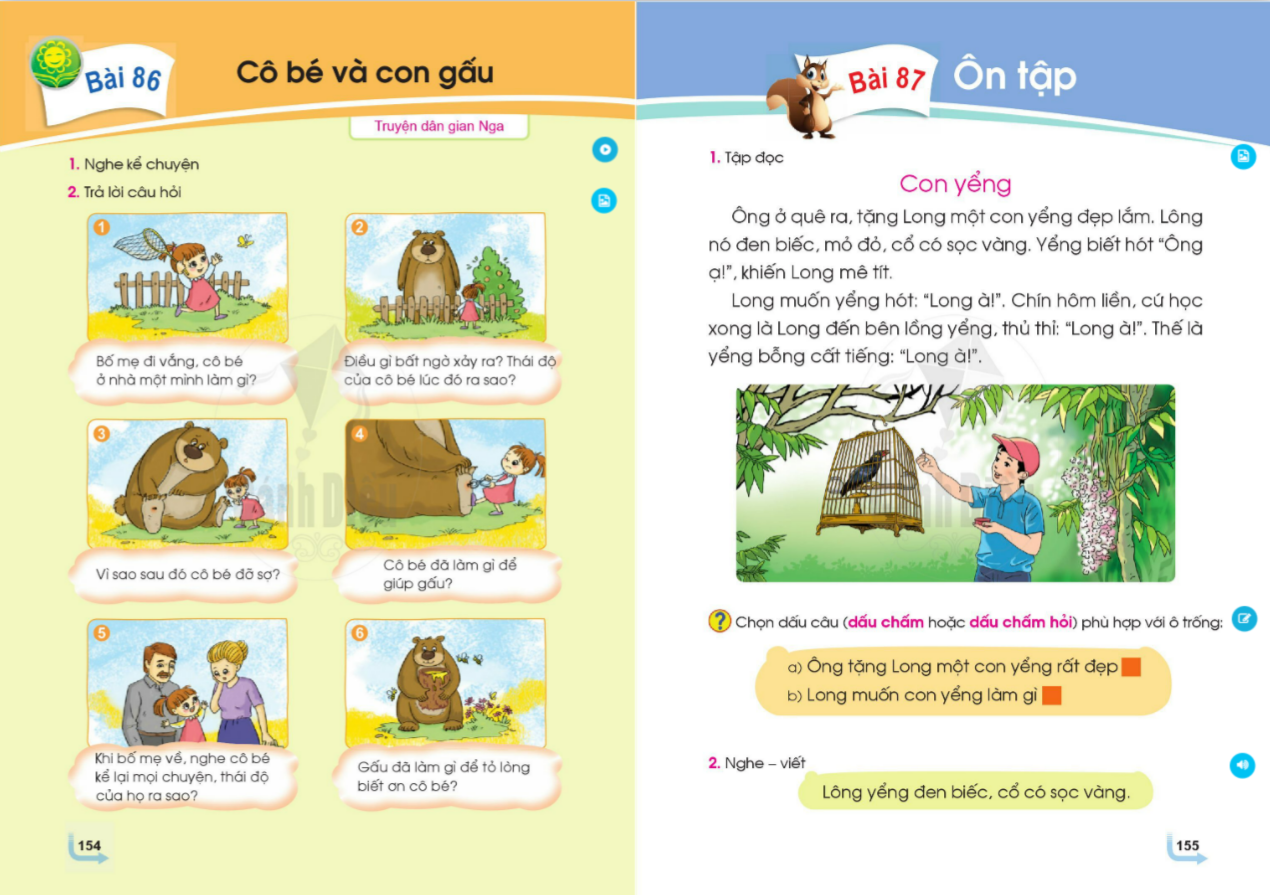 Bài 86
Cô bé và con gấu
Truyện dân gian Nga
1. Nghe kể chuyện
2. Trả lời câu hỏi
1
2
Bố mẹ đi vắng, cô bé
ở nhà một mình làm gì?
Điều gì bất ngờ xảy ra? Thái độ
của cô bé lúc đó ra sao?
3
4
Vì sao sau đó cô bé đỡ sợ?
Cô bé đã làm gì để
giúp gấu?
5
6
Khi bố mẹ về, nghe cô bé
kể lại mọi chuyện, thái độ
của họ ra sao?
Gấu đã làm gì để tỏ lòng
biết ơn cô bé?
154
Bài 87
Ôn tập
1. Tập đọc
Con yểng
Ông ở quê ra, tặng Long một con yểng đẹp lắm. Lông
nó đen biếc, mỏ đỏ, cổ có sọc vàng. Yểng biết hót “Ông
ạ!”, khiến Long mê tít.
Long muốn yểng hót: “Long à!”. Chín hôm liền, cứ học
xong là Long đến bên lồng yểng, thủ thỉ: “Long à!”. Thế là
yểng bỗng cất tiếng: “Long à!”.
? Chọn dấu câu (dấu chấm hoặc dấu chấm hỏi) phù hợp với ô trống:
a) Ông tặng Long một con yểng rất đẹp
b) Long muốn con yểng làm gì
2. Nghe – viết
Lông yểng đen biếc, cổ có sọc vàng.
155